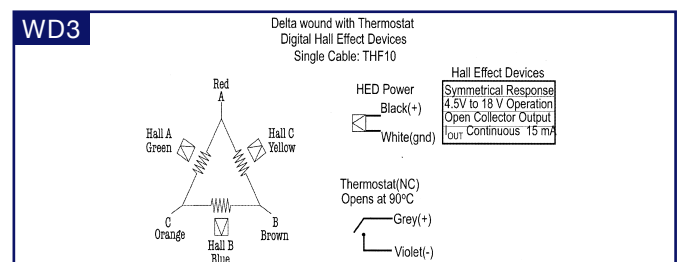 WD3
Delta wound with Thermostat
Digital Hall Effect Devices
Single Cable: THF10
Red
A
Hall A
Green
Hall C
Yellow
C
Orange
B
Brown
Hall B
Blue
HED Power
Black(+)
White(gnd)
Hall Effect Devices
Symmetrical Response
4.5V to 18 V Operation
Open Collector Output
IOUT Continuous 15 mA
Thermostat(NC)
Opens at 90ºC
Grey(+)
Violet(-)